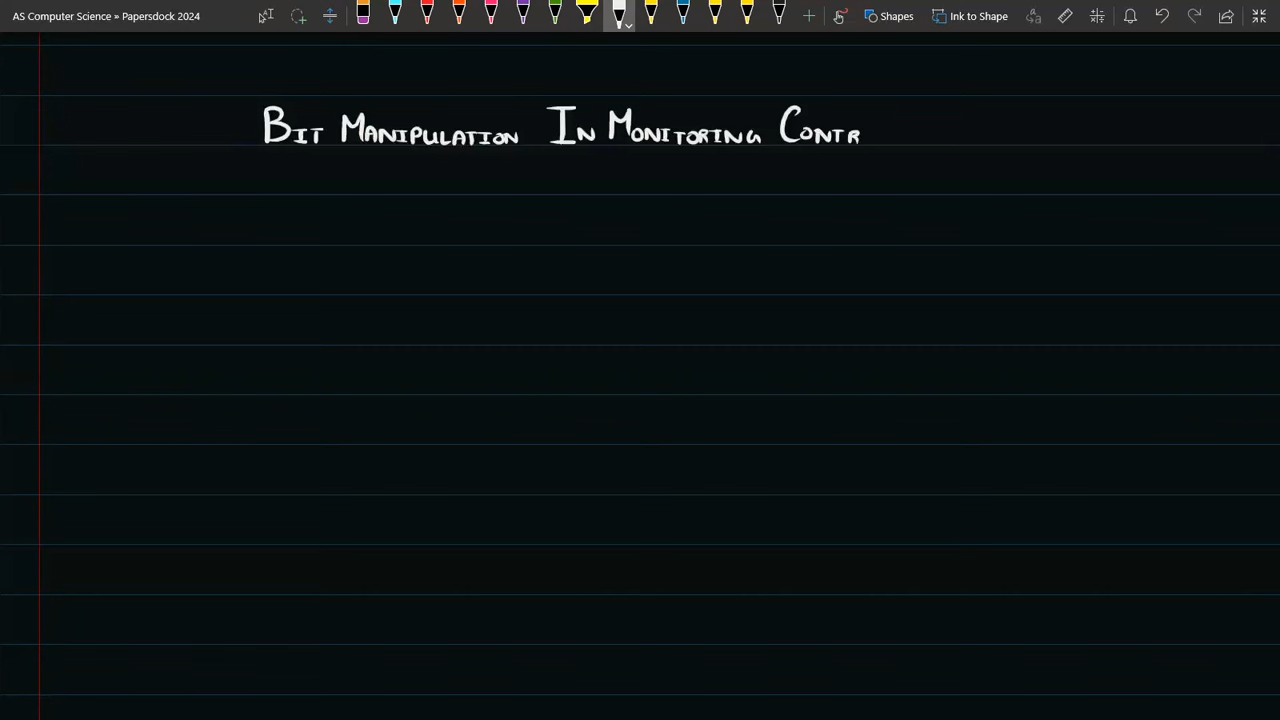 AS Computer Science » Papersdock 2024 Shapes Ink to Shape
BIT MANIPULATION IN MONITORING CONTR